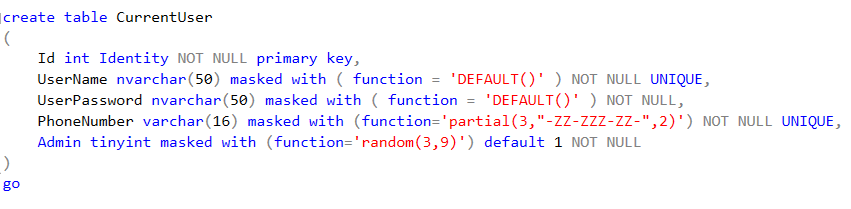 create table CurrentUser
(
Id int Identity NOT NULL primary key,
UserName nvarchar(50) masked with ( function = 'DEFAULT()' ) NOT NULL UNIQUE,
UserPassword nvarchar(50) masked with ( function = 'DEFAULT()' ) NOT NULL,
PhoneNumber varchar(16) masked with (function='partial(3,"-ZZ-ZZZ-ZZ-",2)') NOT NULL UNIQUE,
Admin tinyint masked with (function='random(3,9)') default 1 NOT NULL
)
go